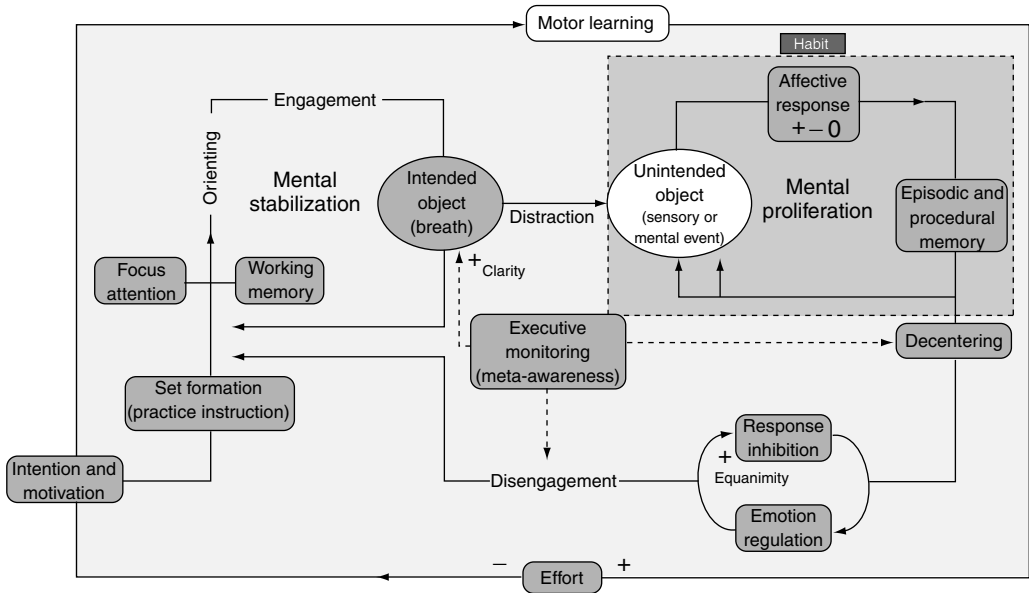 Motor learning
Habit
Engagement
Affective
response
+ – 0
Orienting
Mental
stabilization
Intended
object
(breath)
Distraction
Unintended
object
(sensory or
mental event)
Mental
proliferation
Episodic and
procedural
memory
Focus
attention
Working
memory
+ Clarity
Executive
monitoring
(meta-awareness)
Decentering
Set formation
(practice instruction)
Intention and
motivation
Disengagement
Response
inhibition
+
Equanimity
Emotion
regulation
– Effort +